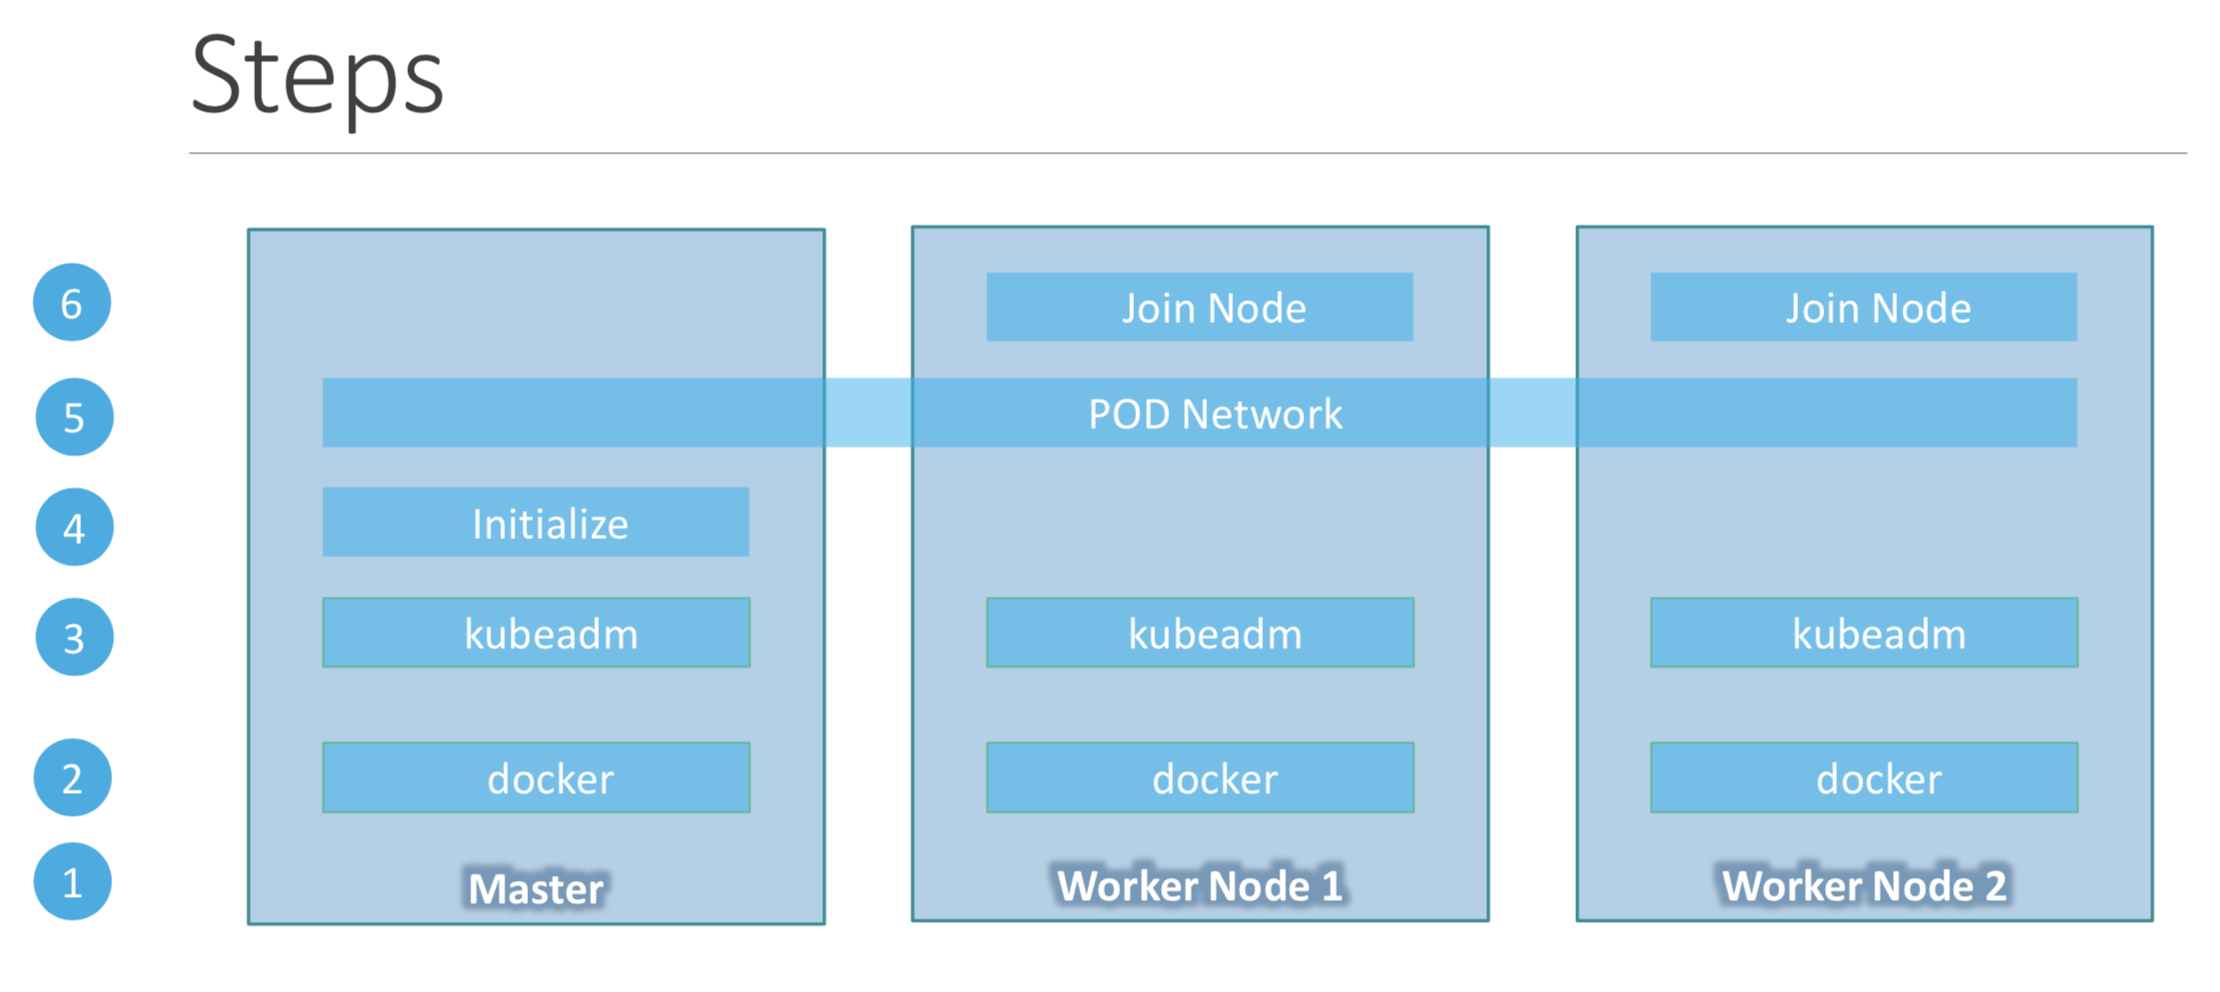 Steps
6
Join Node
Join Node
5
POD Network
4
Initialize
3
kubeadm
kubeadm
kubeadm
2
docker
docker
docker
1
Master
Worker Node 1
Worker Node 2